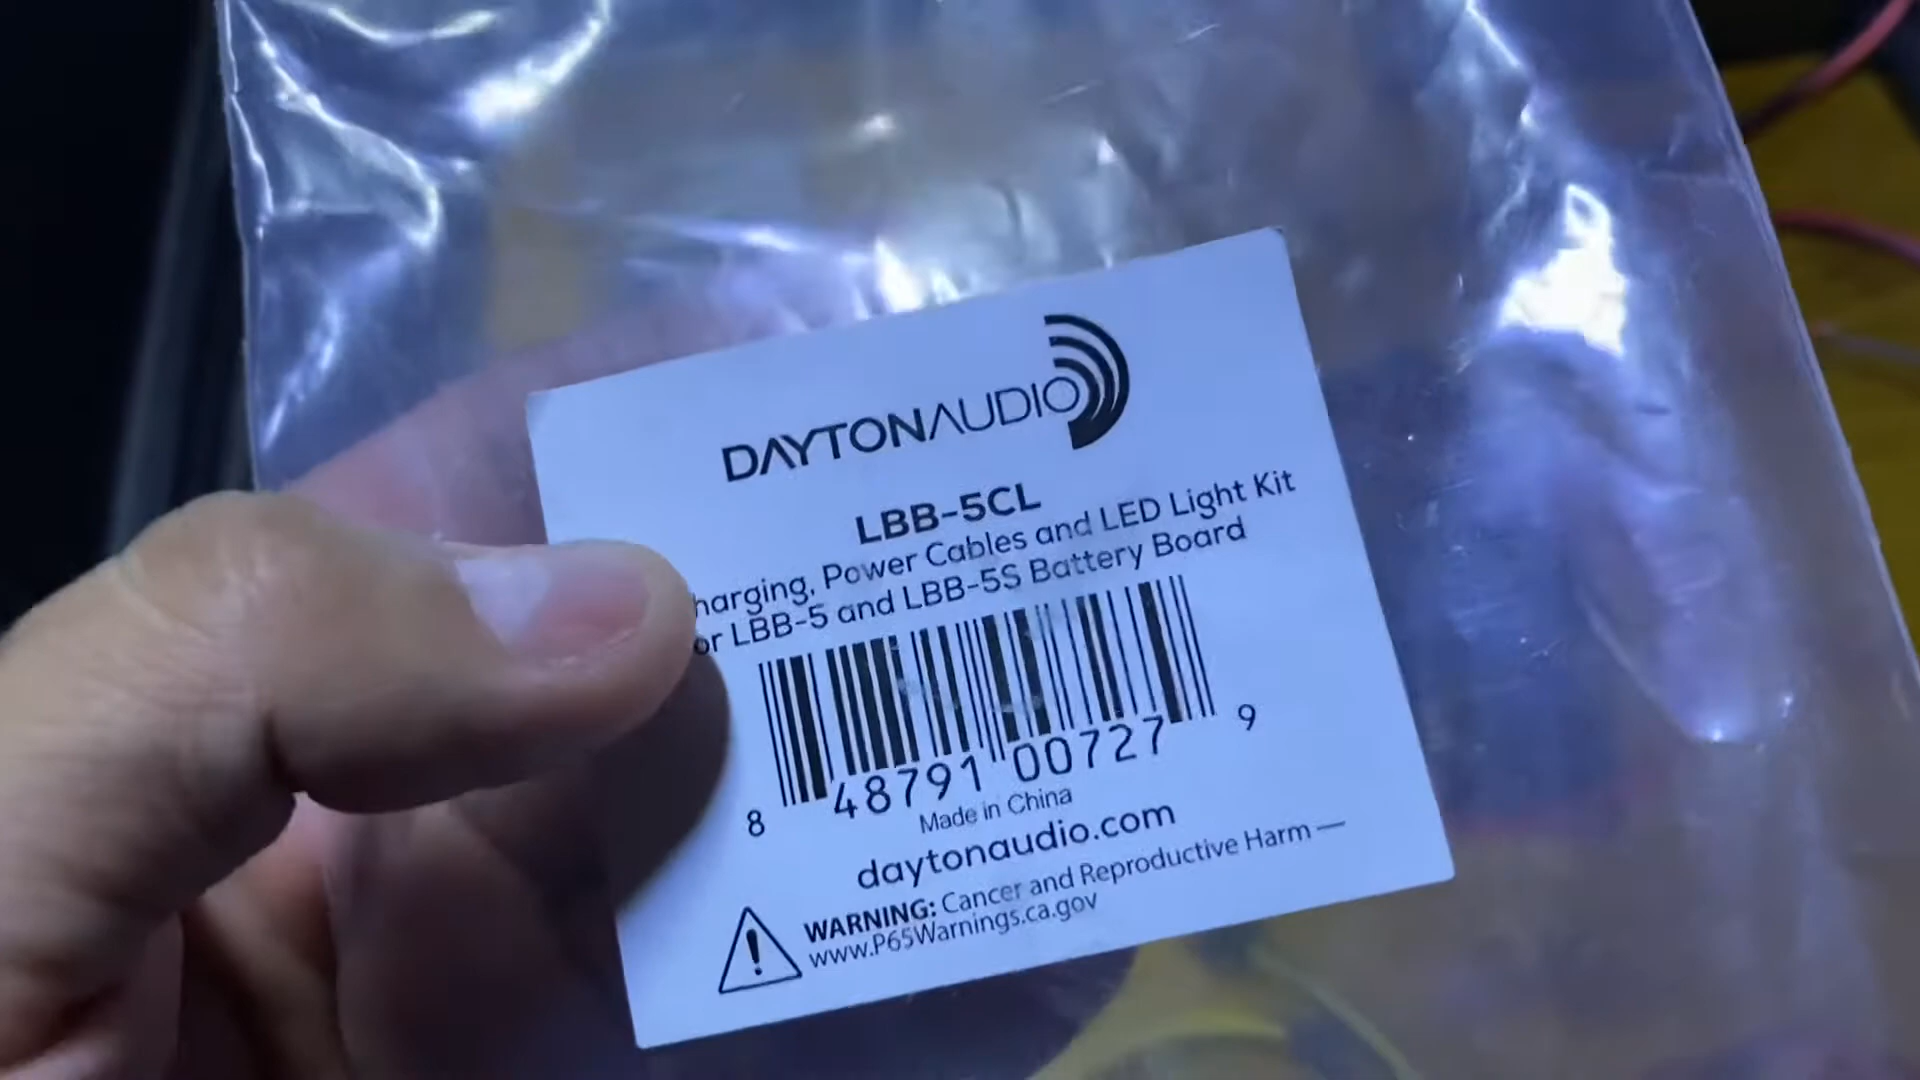 DAYTONAUDIO
LBB-5CL
harging, Power Cables and LED Light Kit
or LBB-5 and LBB-5S Battery Board
8 48791 00727 9
Made in China
daytonaudio.com
WARNING: Cancer and Reproductive Harm —
www.P65Warnings.ca.gov